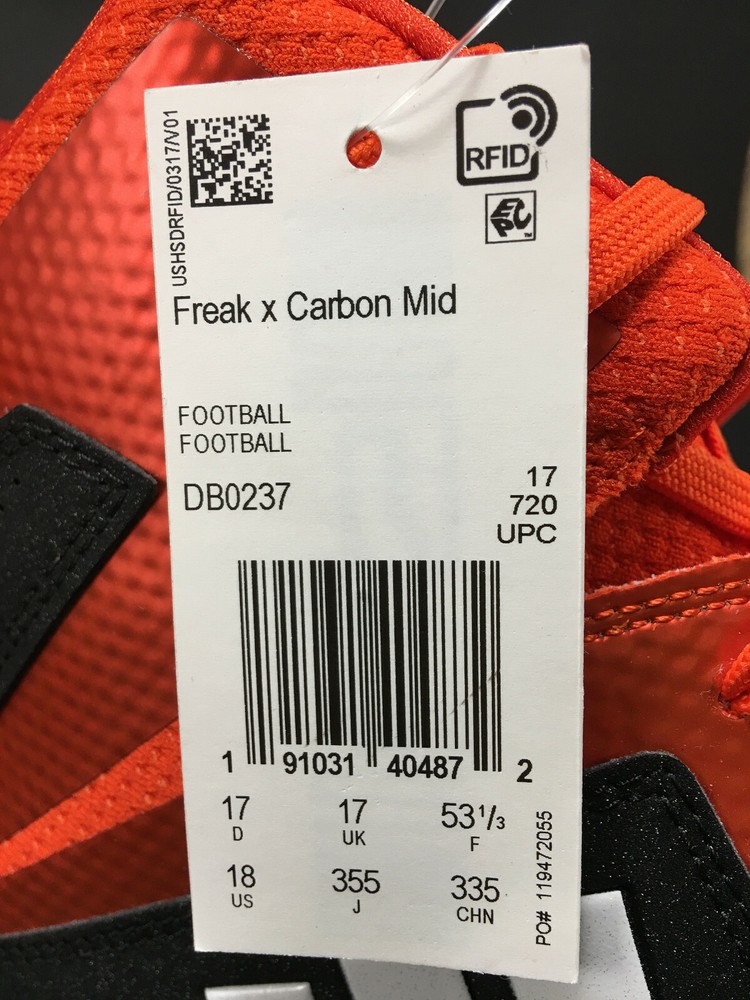 USHSDRFID/0317/V01
RFID
EPC™
Freak x Carbon Mid
FOOTBALL
FOOTBALL
DB0237
17
720
UPC
1 91031 40487 2
17 17 53 1/3
D UK F
18 355 335
US J CHN
PO# 119472055